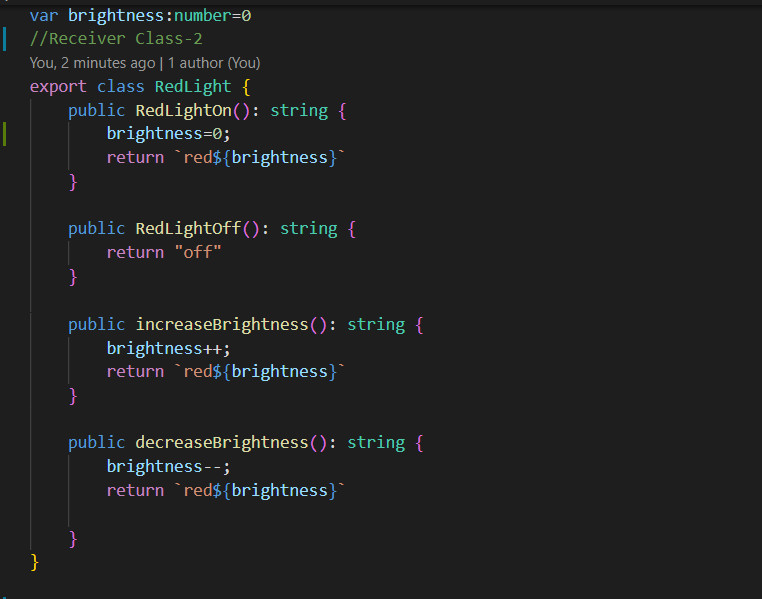 var brightness:number=0
//Receiver Class-2
You, 2 minutes ago | 1 author (You)
export class RedLight {
    public RedLightOn(): string {
        brightness=0;
        return `red${brightness}`
    }
    public RedLightOff(): string {
        return "off"
    }
    public increaseBrightness(): string {
        brightness++;
        return `red${brightness}`
    }
    public decreaseBrightness(): string {
        brightness--;
        return `red${brightness}`
    }
}